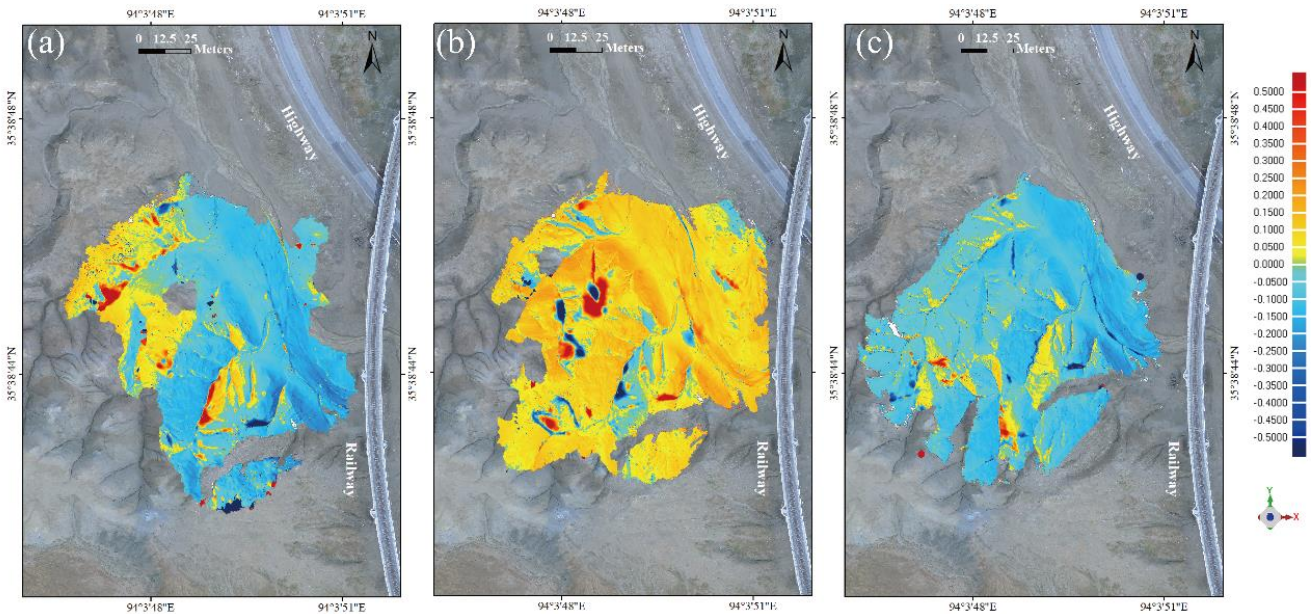 94°3'48"E 94°3'51"E 94°3'48"E 94°3'51"E 94°3'48"E 94°3'51"E
(a) 0 12.5 25 Meters N
(b) 0 12.5 25 Meters N
(c) 0 12.5 25 Meters N
35°38'48"N 35°38'48"N 35°38'48"N 35°38'48"N
Highway Highway Highway
35°38'44"N 35°38'44"N 35°38'44"N 35°38'44"N
Railway Railway Railway
94°3'48"E 94°3'51"E 94°3'48"E 94°3'51"E 94°3'48"E 94°3'51"E
0.5000
0.4500
0.4000
0.3500
0.3000
0.2500
0.2000
0.1500
0.1000
0.0500
0.0000
-0.0500
-0.1000
-0.1500
-0.2000
-0.2500
-0.3000
-0.3500
-0.4000
-0.4500
-0.5000
Y
X